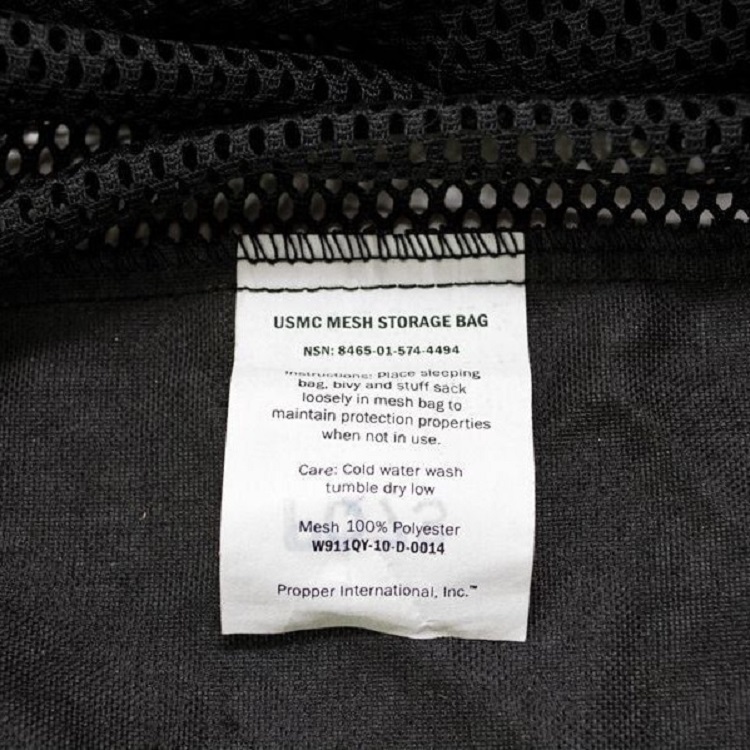 USMC MESH STORAGE BAG
NSN: 8465-01-574-4494
Instructions: Place sleeping
bag, bivy and stuff sack
loosely in mesh bag to
maintain protection properties
when not in use.
Care: Cold water wash
tumble dry low
Mesh 100% Polyester
W911QY-10-D-0014
Propper International, Inc.™